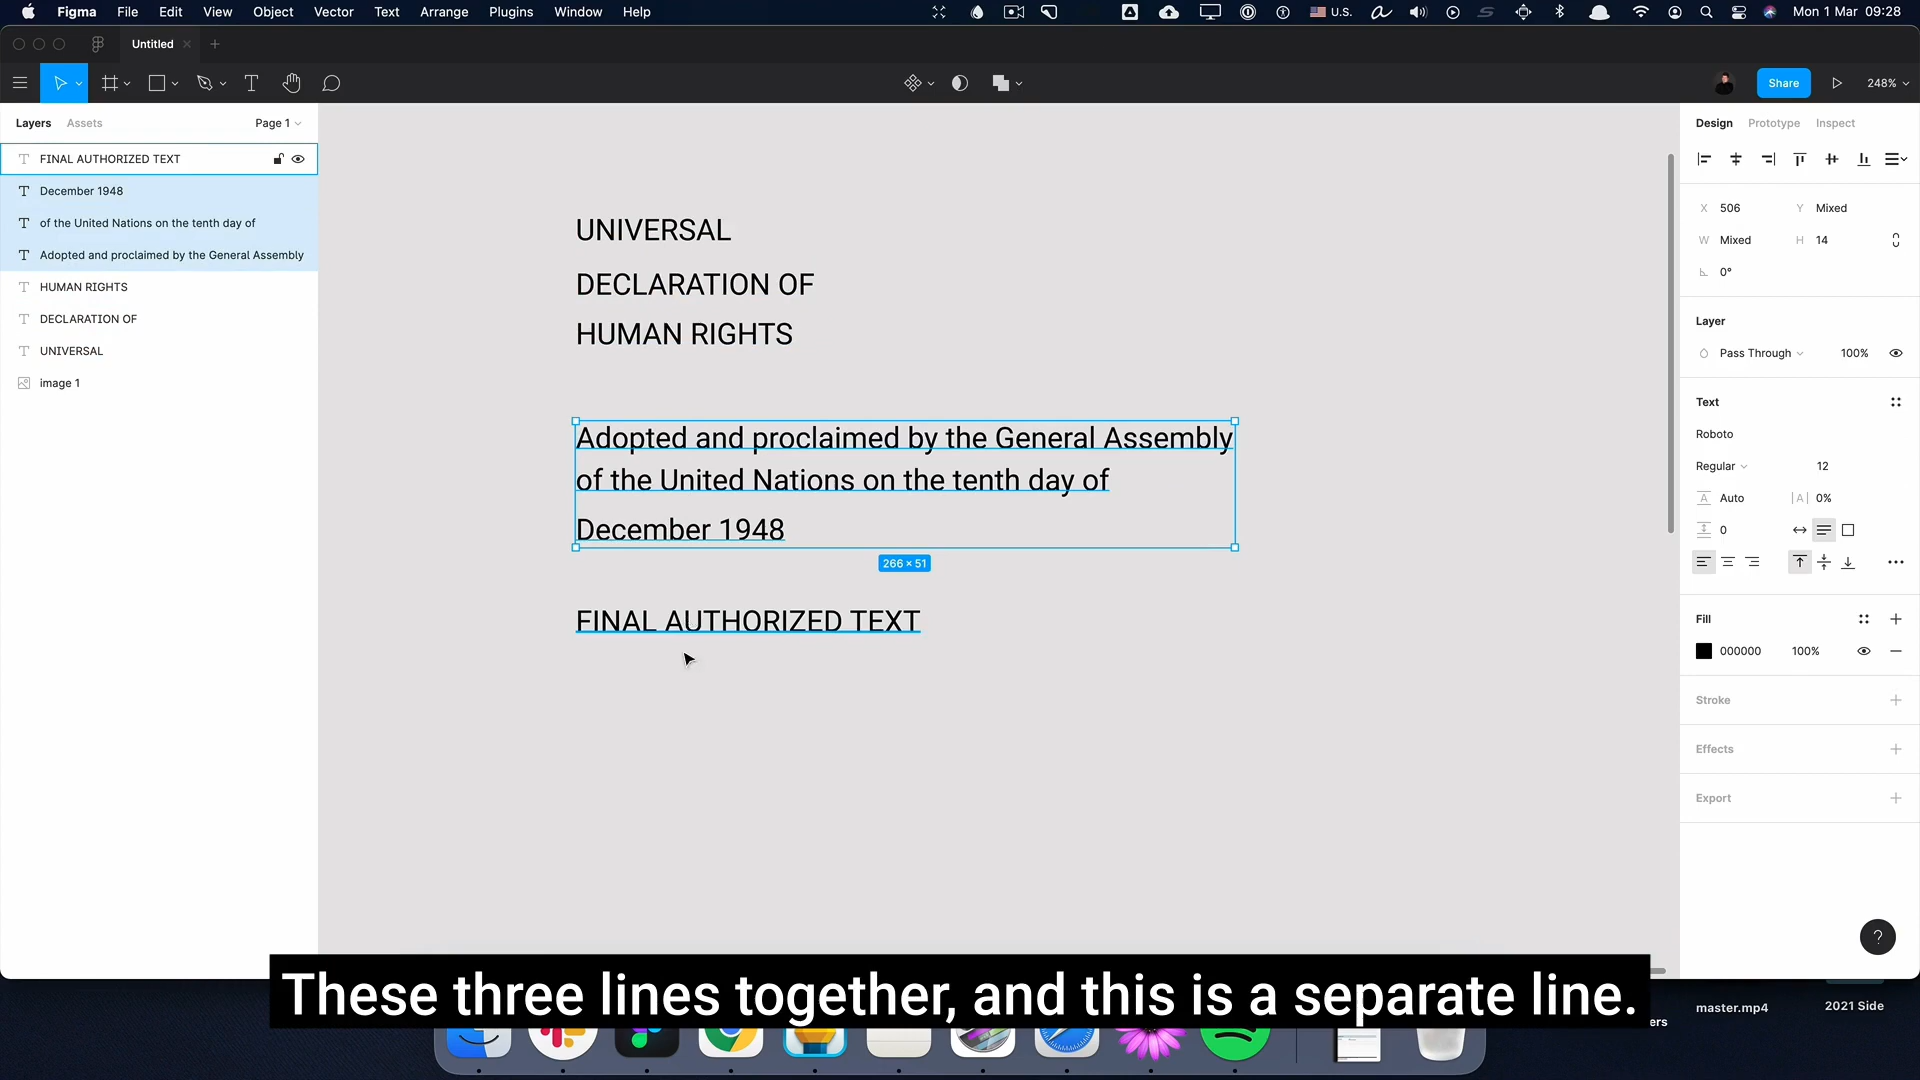 Figma File Edit View Object Vector Text Arrange Plugins Window Help U.S. Mon 1 Mar 09:28
Untitled
Share 248%
Layers Assets Page 1
FINAL AUTHORIZED TEXT
December 1948
of the United Nations on the tenth day of
Adopted and proclaimed by the General Assembly
HUMAN RIGHTS
DECLARATION OF
UNIVERSAL
image 1
UNIVERSAL
DECLARATION OF
HUMAN RIGHTS
Adopted and proclaimed by the General Assembly
of the United Nations on the tenth day of
December 1948
266 × 51
FINAL AUTHORIZED TEXT
Design Prototype Inspect
X 506 Y Mixed
W Mixed H 14
0°
Layer
Pass Through 100%
Text
Roboto
Regular 12
A Auto |A| 0%
0
Fill
000000 100%
Stroke
Effects
Export
?
These three lines together, and this is a separate line.
master.mp4 2021 Side